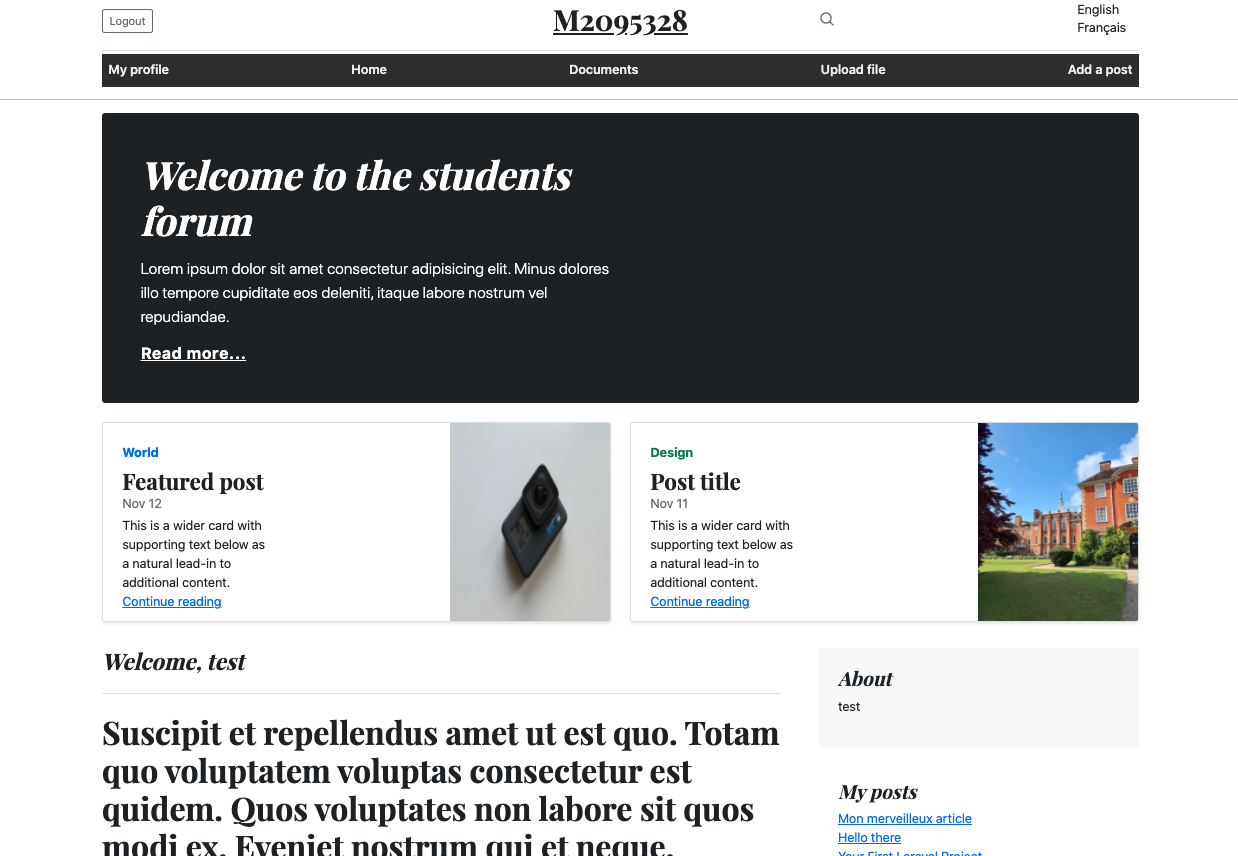 Logout
M2095328
English
Français
My profile Home Documents Upload file Add a post
Welcome to the students
forum
Lorem ipsum dolor sit amet consectetur adipisicing elit. Minus dolores
illo tempore cupiditate eos deleniti, itaque labore nostrum vel
repudiandae.
Read more...
World
Featured post
Nov 12
This is a wider card with
supporting text below as
a natural lead-in to
additional content.
Continue reading
Design
Post title
Nov 11
This is a wider card with
supporting text below as
a natural lead-in to
additional content.
Continue reading
Welcome, test
Suscipit et repellendus amet ut est quo. Totam
quo voluptatem voluptas consectetur est
quidem. Quos voluptates non labore sit quos
modi ex. Eveniet nostrum qui et neque.
About
test
My posts
Mon merveilleux article
Hello there
Your First Laravel Project